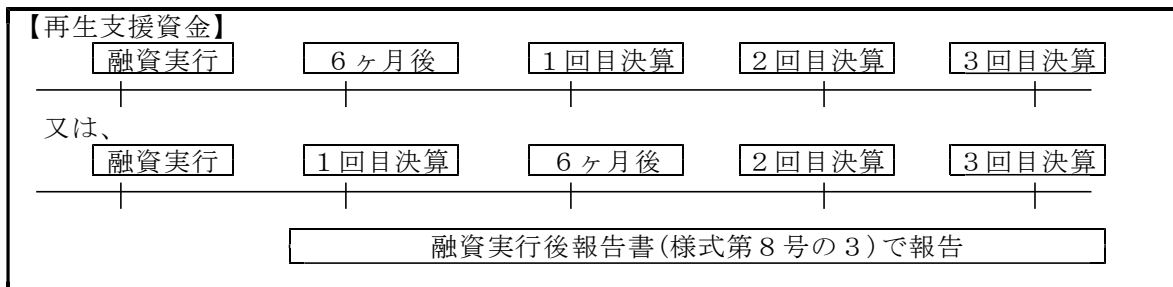 【再生支援資金】
融資実行 6ヶ月後 1回目決算 2回目決算 3回目決算
又は、
融資実行 1回目決算 6ヶ月後 2回目決算 3回目決算
融資実行後報告書(様式第8号の3)で報告